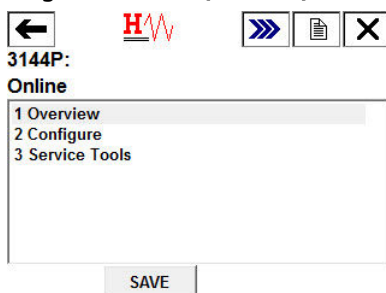 H
3144P:
Online
1 Overview
2 Configure
3 Service Tools
SAVE